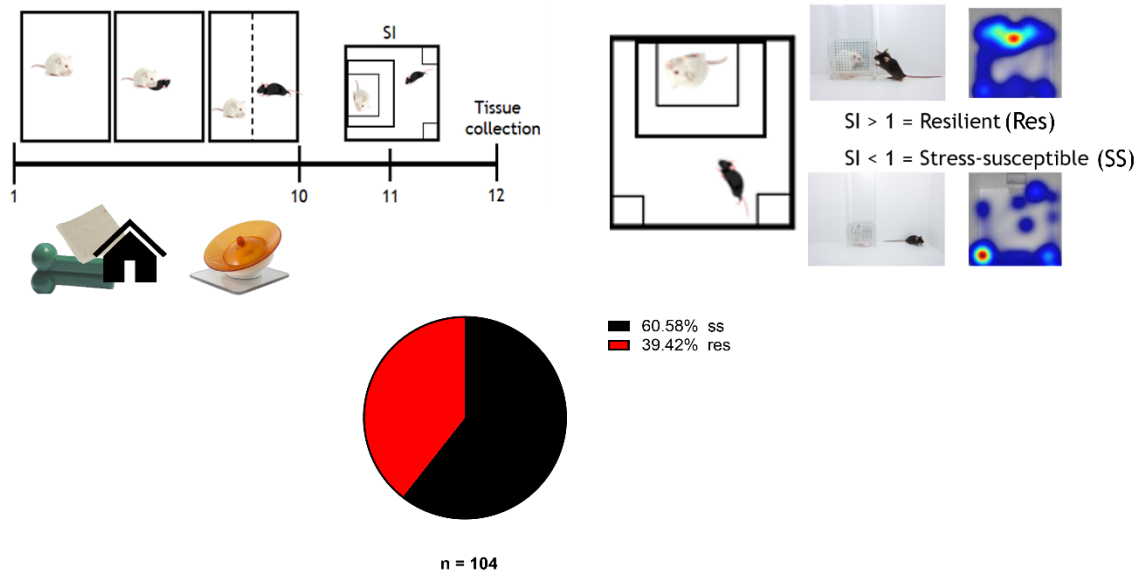 SI
Tissue
collection
1
10
11
12
SI > 1 = Resilient (Res)
SI < 1 = Stress-susceptible (SS)
60.58% ss
39.42% res
n = 104